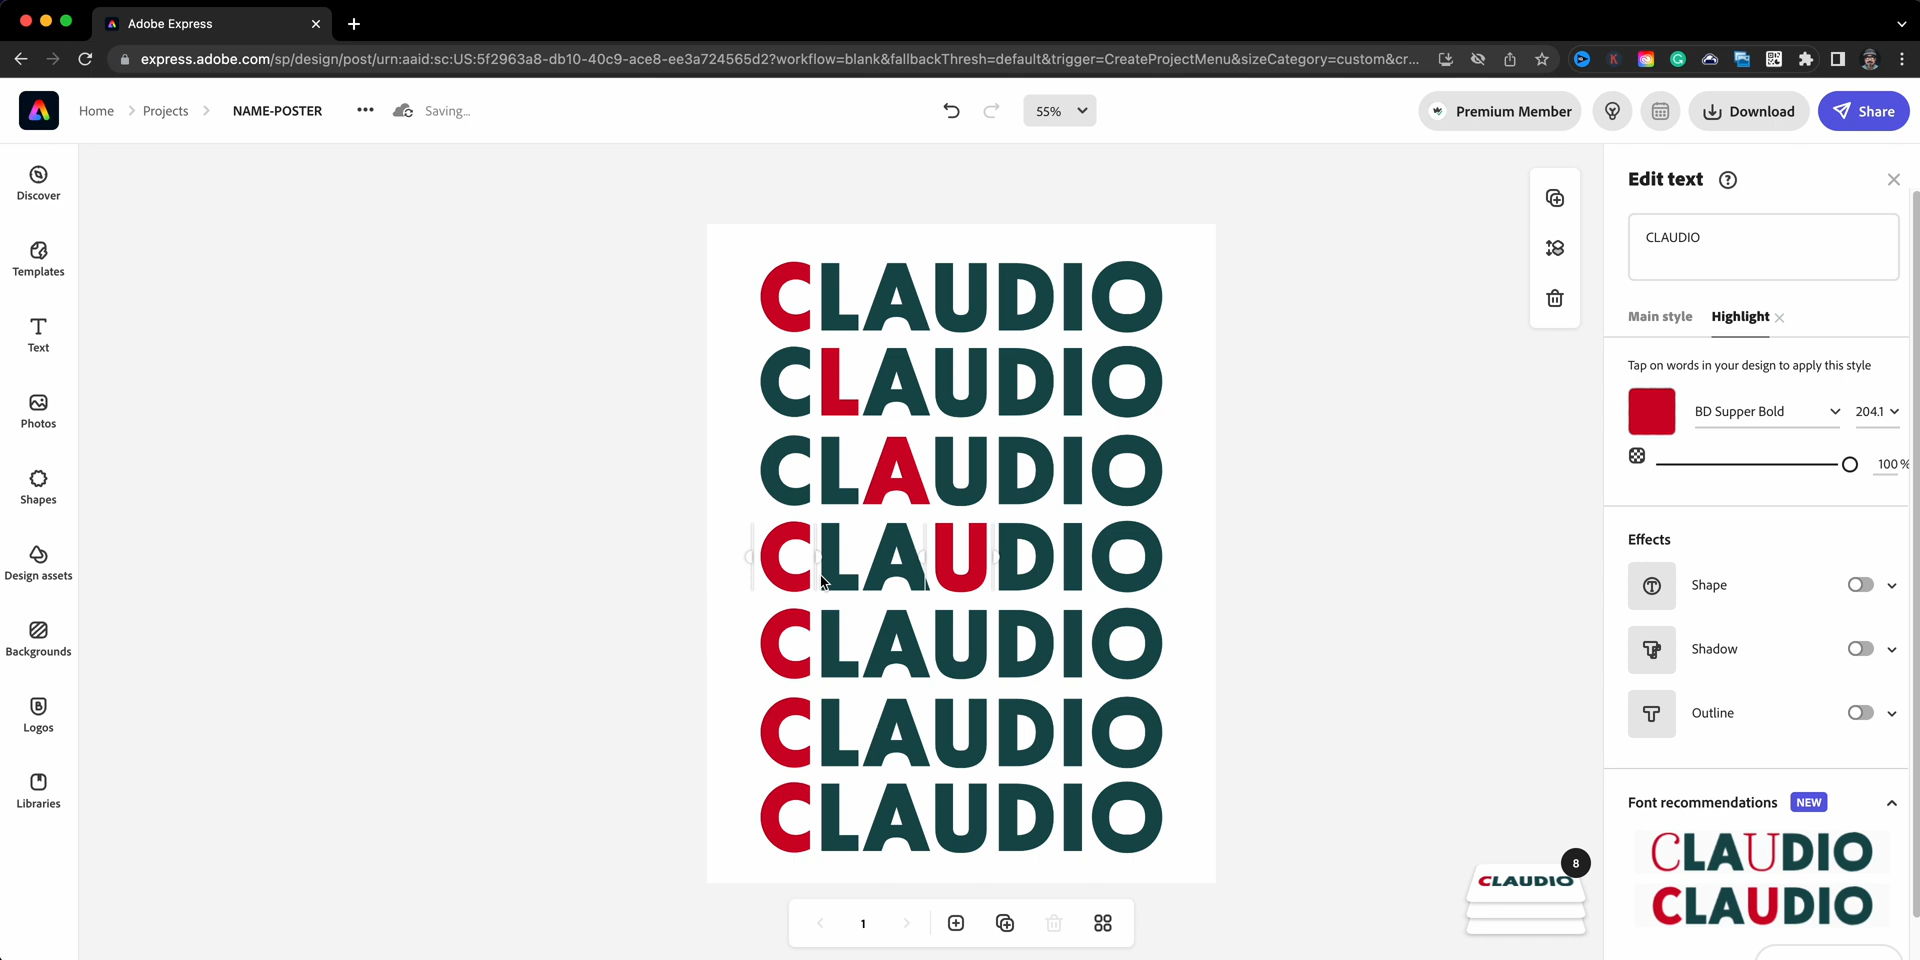 Adobe Express
express.adobe.com/sp/design/post/urn:aaid:sc:US:5f2963a8-db10-40c9-ace8-ee3a724565d2?workflow=blank&fallbackThresh=default&trigger=CreateProjectMenu&sizeCategory=custom&cr...
Home Projects NAME-POSTER ••• Saving...
55%
Premium Member
Download
Share
Discover
Templates
Text
Photos
Shapes
Design assets
Backgrounds
Logos
Libraries
CLAUDIO
CLAUDIO
CLAUDIO
CLAUDIO
CLAUDIO
CLAUDIO
CLAUDIO
1
8
CLAUDIO
Edit text
CLAUDIO
Main style Highlight
Tap on words in your design to apply this style
BD Supper Bold 204.1
100 %
Effects
Shape
Shadow
Outline
Font recommendations NEW
CLAUDIO
CLAUDIO